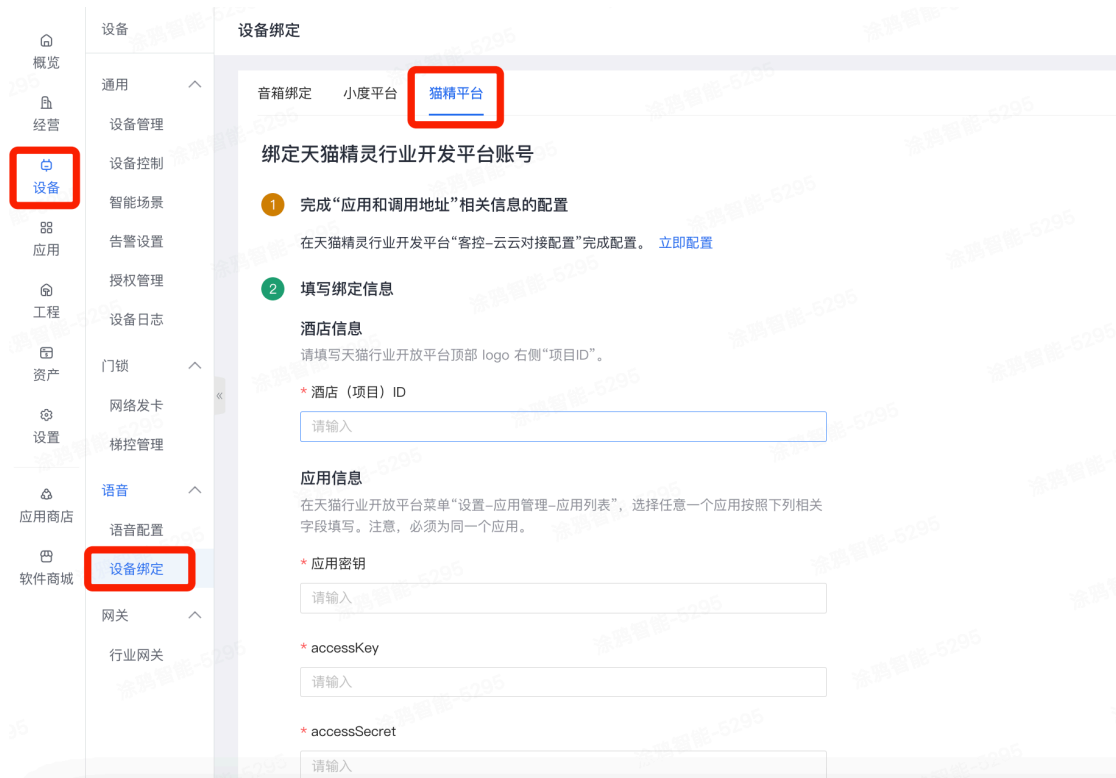 概览
经营
设备
应用
工程
资产
设置
应用商店
软件商城
设备
通用
设备管理
设备控制
智能场景
告警设置
授权管理
设备日志
门锁
网络发卡
梯控管理
语音
语音配置
设备绑定
网关
行业网关
设备绑定
音箱绑定 小度平台 猫精平台
绑定天猫精灵行业开发平台账号
1 完成“应用和调用地址”相关信息的配置
在天猫精灵行业开发平台“客控-云云对接配置”完成配置。 立即配置
2 填写绑定信息
酒店信息
请填写天猫行业开放平台顶部 logo 右侧“项目ID”。
* 酒店（项目）ID
请输入
应用信息
在天猫行业开放平台菜单“设置-应用管理-应用列表”，选择任意一个应用按照下列相关
字段填写。注意，必须为同一个应用。
* 应用密钥
请输入
* accessKey
请输入
* accessSecret
请输入
涂鸦智能-5295